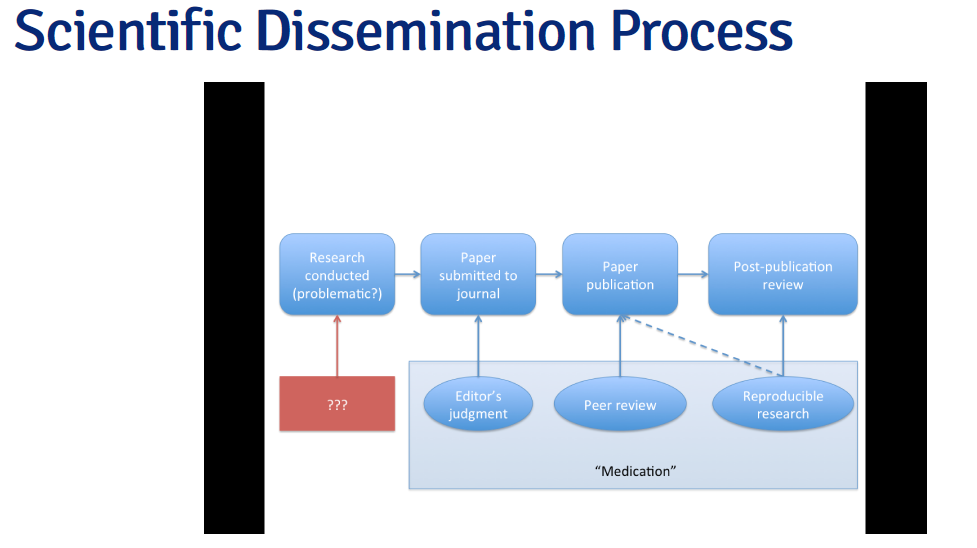 Scientific Dissemination Process
Research
conducted
(problematic?)
Paper
submitted to
journal
Paper
publication
Post-publication
review
???
Editor’s
judgment
Peer review
Reproducible
research
“Medication”